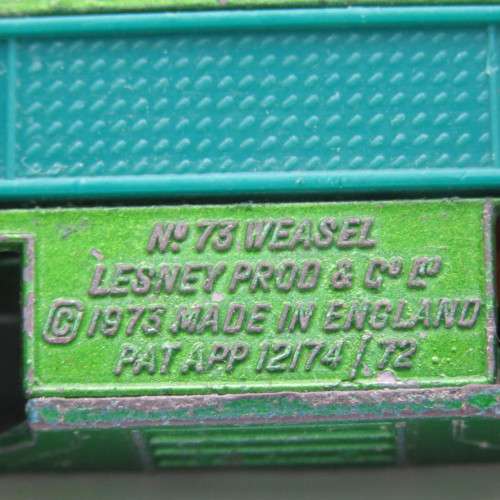 Nº 73 WEASEL
LESNEY PROD & Cº Lº
© 1973 MADE IN ENGLAND
PAT APP 12174 / 72